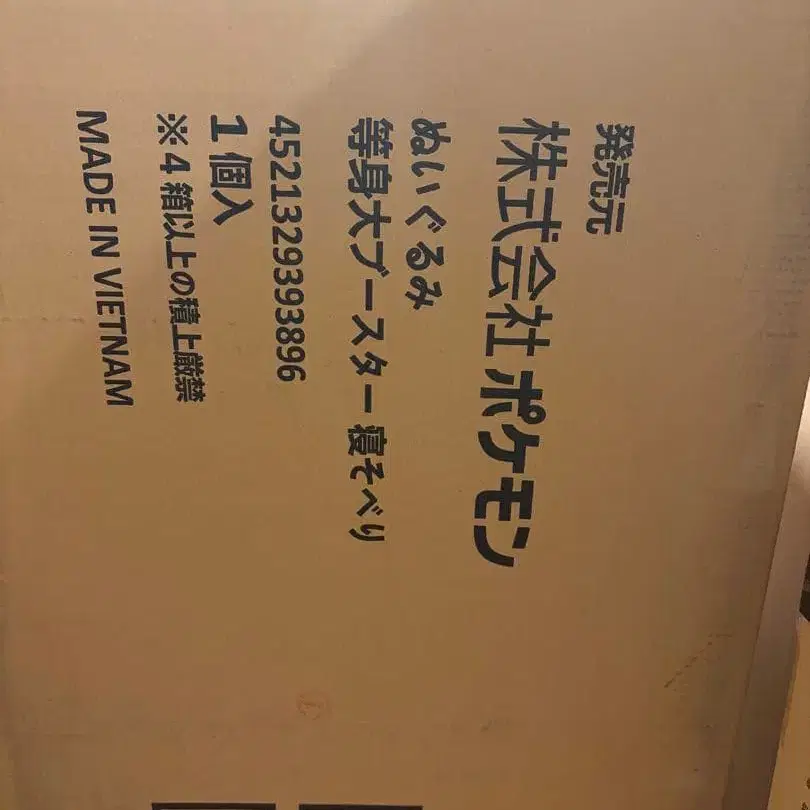 発売元
株式会社ポケモン
ぬいぐるみ
等身大ブースター 寝そべり
4521329393896
1個入
※4箱以上の積上厳禁
MADE IN VIETNAM